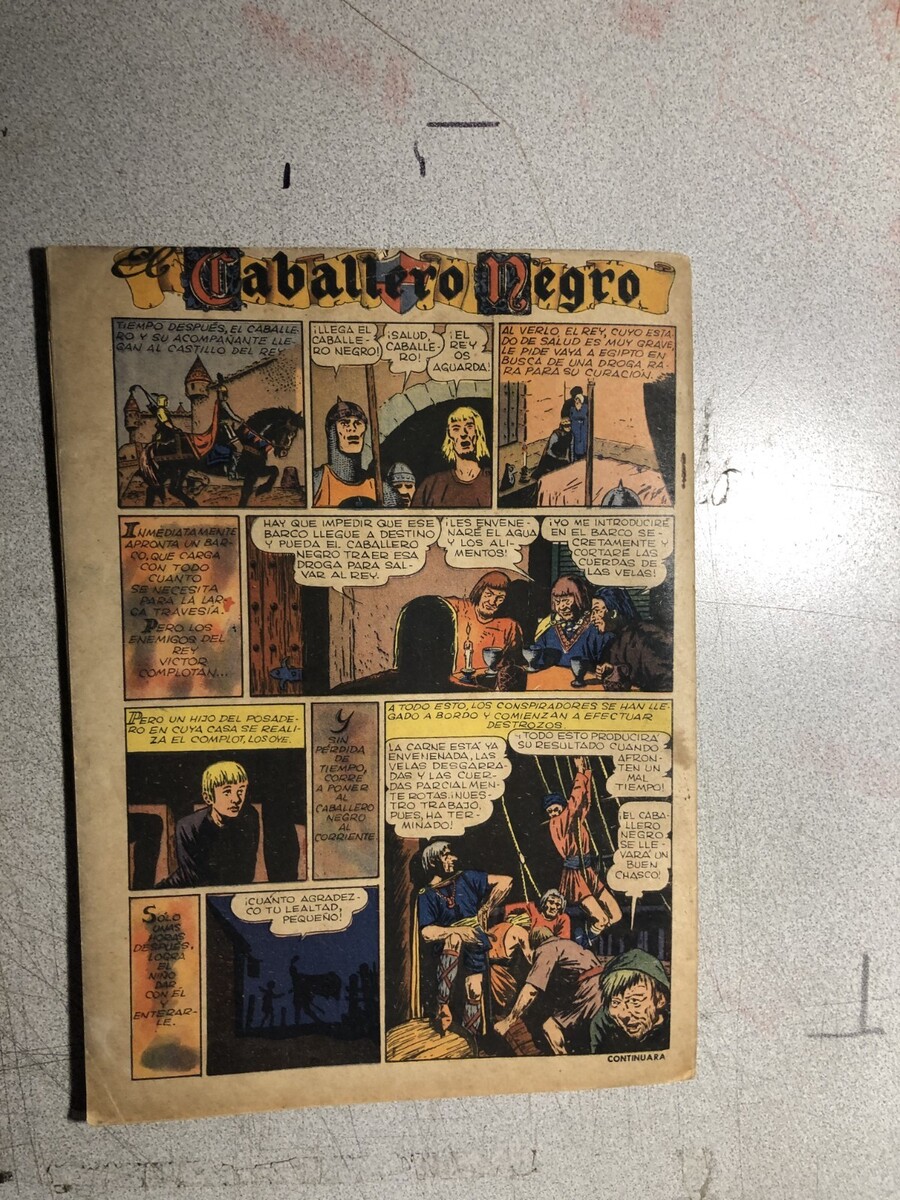 El Caballero Negro
TIEMPO DESPUÉS, EL CABALLE-
RO Y SU ACOMPAÑANTE LLE-
GAN AL CASTILLO DEL REY.
¡LLEGA EL
CABALLE-
RO NEGRO!
¡SALUD,
CABALLE-
RO!
¡EL
REY
OS
AGUARDA!
AL VERLO EL REY, CUYO ESTA-
DO DE SALUD ES MUY GRAVE,
LE PIDE VAYA A EGIPTO EN
BUSCA DE UNA DROGA RA-
RA PARA SU CURACIÓN.
INMEDIATAMENTE
APRONTA UN BAR-
CO, QUE CARGA
CON TODO
CUANTO
SE NECESITA
PARA LA LAR-
GA TRAVESÍA.
PERO LOS
ENEMIGOS DEL
REY
VICTOR
COMPLOTAN...
HAY QUE IMPEDIR QUE ESE
BARCO LLEGUE A DESTINO
Y PUEDA EL CABALLERO
NEGRO TRAER ESA
DROGA PARA SAL-
VAR AL REY.
¡LES ENVENE-
NARÉ EL AGUA
Y LOS ALI-
MENTOS!
¡YO ME INTRODUCIRÉ
EN EL BARCO SE-
CRETAMENTE Y
CORTARÉ LAS
CUERDAS DE
LAS VELAS!
PERO UN HIJO DEL POSADE-
RO EN CUYA CASA SE REALI-
ZA EL COMPLOT, LOS OYE.
Y
SIN
PÉRDIDA
DE
TIEMPO,
CORRE
A PONER
AL
CABALLERO
NEGRO
AL
CORRIENTE.
SÓLO
UNAS
HORAS
DESPUÉS,
LOGRA
EL
NIÑO
DAR
CON ÉL
Y
ENTERAR-
LE.
¡CUÁNTO AGRADEZ-
CO TU LEALTAD,
PEQUEÑO!
A TODO ESTO, LOS CONSPIRADORES SE HAN LLE-
GADO A BORDO Y COMIENZAN A EFECTUAR
DESTROZOS.
LA CARNE ESTÁ YA
ENVENENADA, LAS
VELAS DESGARRA-
DAS Y LAS CUER-
DAS PARCIALMEN-
TE ROTAS. ¡NUES-
TRO TRABAJO,
PUES, HA TER-
MINADO!
¡TODO ESTO PRODUCIRÁ
SU RESULTADO CUANDO
AFRON-
TEN UN
MAL
TIEMPO!
¡EL CABA-
LLERO
NEGRO
SE LLE-
VARÁ UN
BUEN
CHASCO!
CONTINUARA